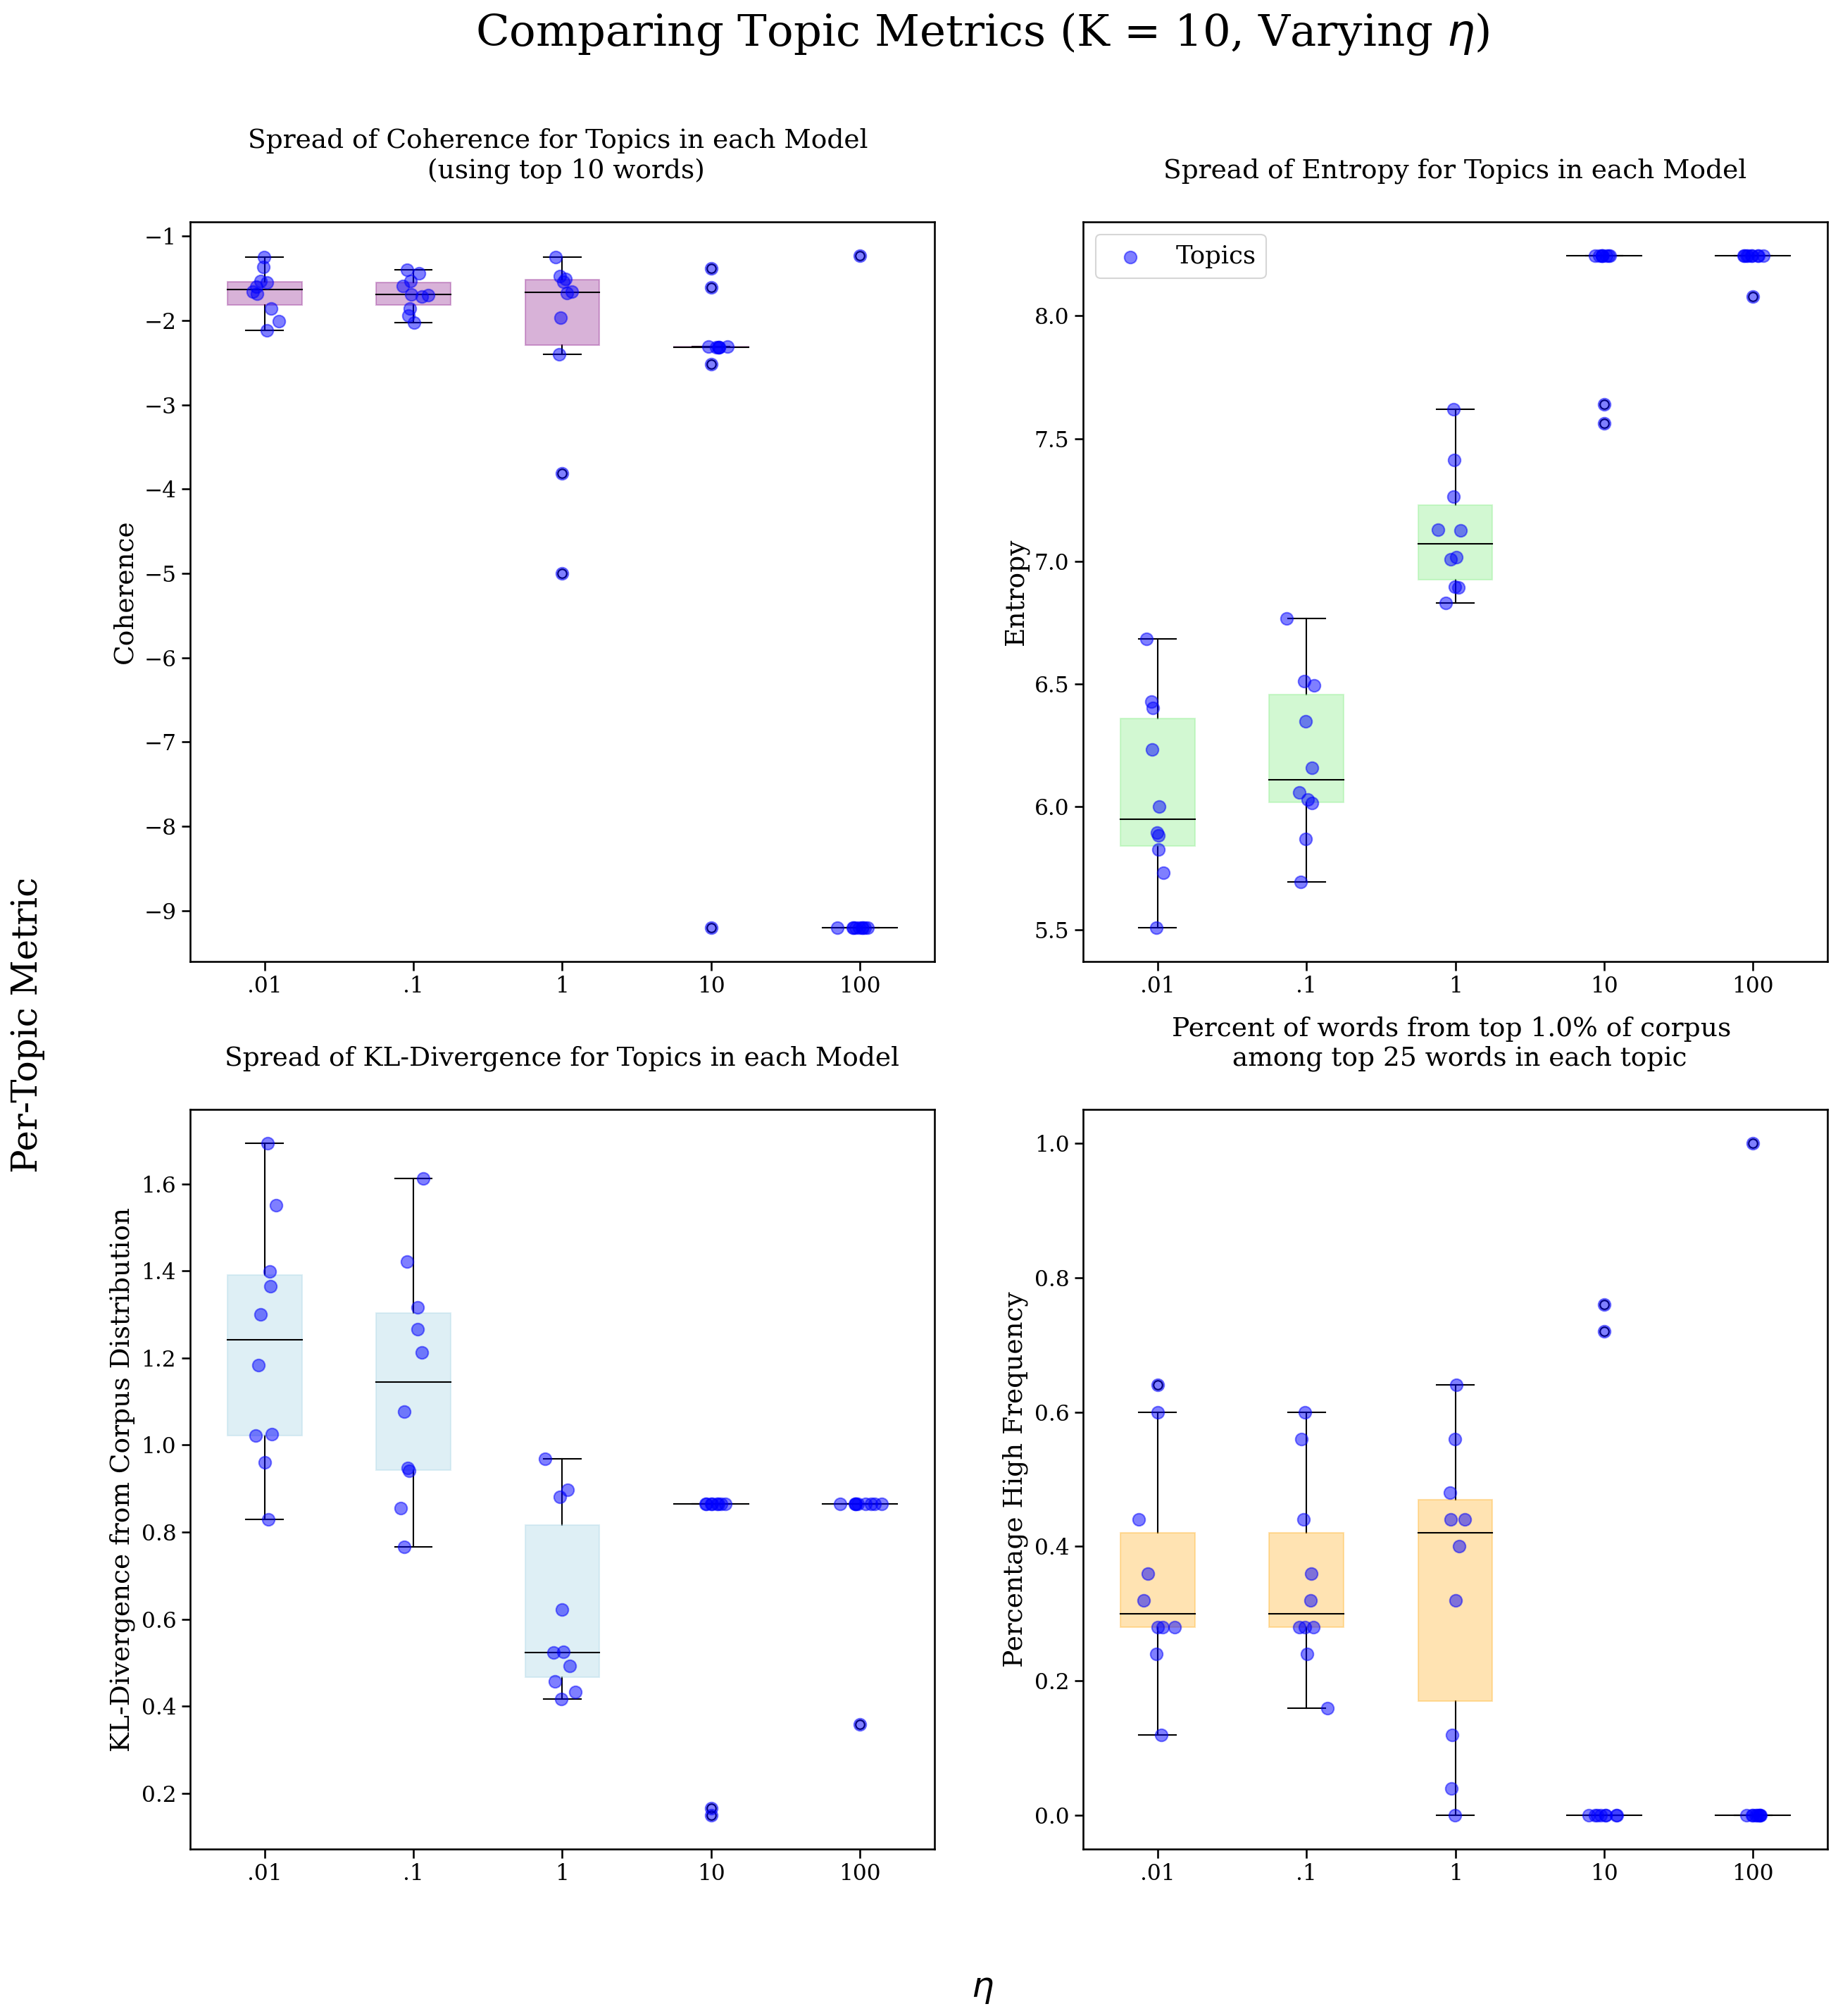 Comparing Topic Metrics (K = 10, Varying η)
Per-Topic Metric
Spread of Coherence for Topics in each Model
(using top 10 words)
Coherence
−1
−2
−3
−4
−5
−6
−7
−8
−9
.01 .1 1 10 100
Spread of Entropy for Topics in each Model
Topics
Entropy
8.0
7.5
7.0
6.5
6.0
5.5
.01 .1 1 10 100
Spread of KL-Divergence for Topics in each Model
KL-Divergence from Corpus Distribution
1.6
1.4
1.2
1.0
0.8
0.6
0.4
0.2
.01 .1 1 10 100
Percent of words from top 1.0% of corpus
among top 25 words in each topic
Percentage High Frequency
1.0
0.8
0.6
0.4
0.2
0.0
.01 .1 1 10 100
η